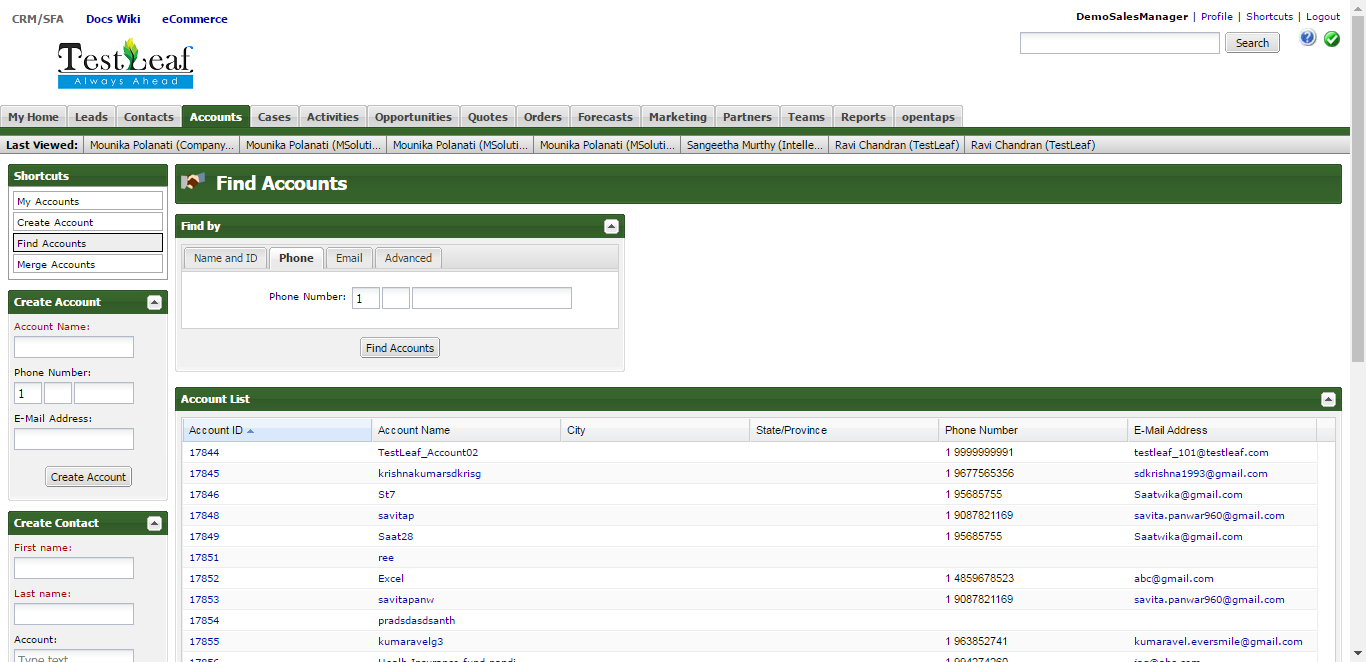 CRM/SFA Docs Wiki eCommerce
DemoSalesManager | Profile | Shortcuts | Logout
TestLeaf
Always Ahead
Search
My Home Leads Contacts Accounts Cases Activities Opportunities Quotes Orders Forecasts Marketing Partners Teams Reports opentaps
Last Viewed: Mounika Polanati (Company... Mounika Polanati (MSoluti... Mounika Polanati (MSoluti... Mounika Polanati (MSoluti... Sangeetha Murthy (Intelle... Ravi Chandran (TestLeaf) Ravi Chandran (TestLeaf)
Shortcuts
My Accounts
Create Account
Find Accounts
Merge Accounts
Create Account
Account Name:
Phone Number:
1
E-Mail Address:
Create Account
Create Contact
First name:
Last name:
Account:
Type text
Find Accounts
Find by
Name and ID Phone Email Advanced
Phone Number: 1
Find Accounts
Account List
Account ID Account Name City State/Province Phone Number E-Mail Address
17844 TestLeaf_Account02 1 9999999991 testleaf_101@testleaf.com
17845 krishnakumarsdkrisg 1 9677565356 sdkrishna1993@gmail.com
17846 St7 1 95685755 Saatwika@gmail.com
17848 savitap 1 9087821169 savita.panwar960@gmail.com
17849 Saat28 1 95685755 Saatwika@gmail.com
17851 ree
17852 Excel 1 4859678523 abc@gmail.com
17853 savitapanw 1 9087821169 savita.panwar960@gmail.com
17854 pradsdasdsanth
17855 kumaravelg3 1 963852741 kumaravel.eversmile@gmail.com